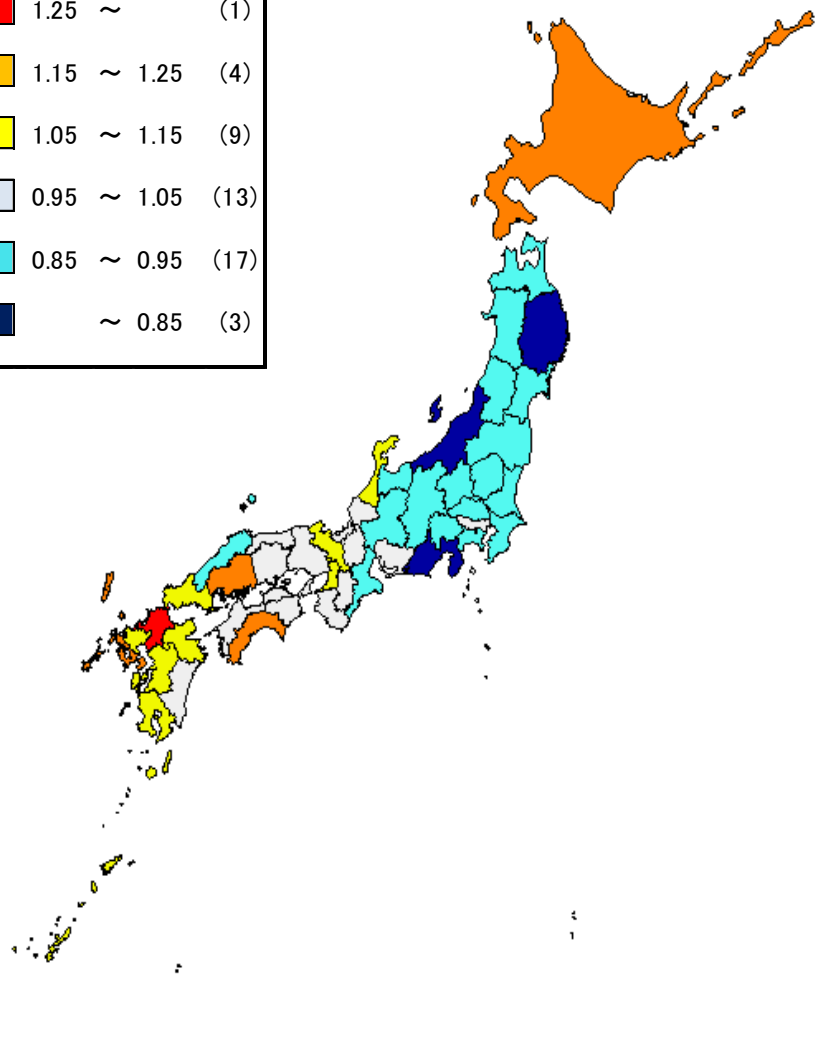 1.25 ～ （1）
1.15 ～ 1.25 （4）
1.05 ～ 1.15 （9）
0.95 ～ 1.05 （13）
0.85 ～ 0.95 （17）
～ 0.85 （3）